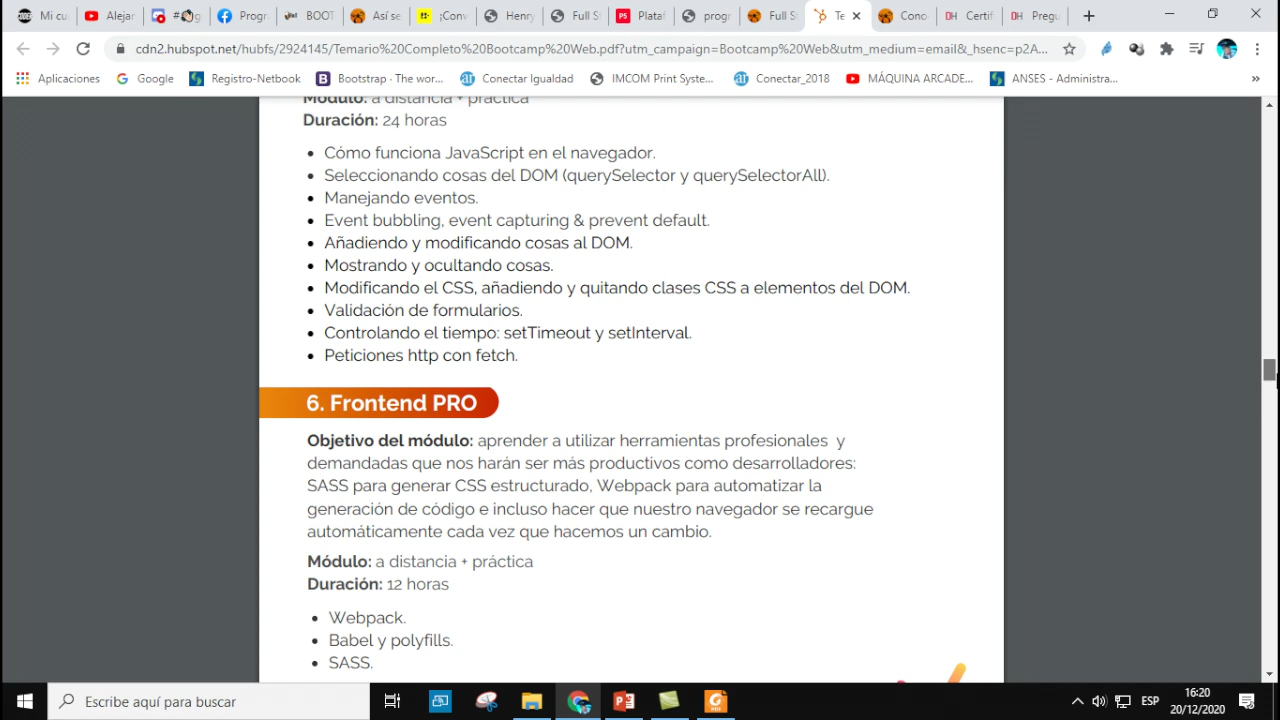 Mi cu
Alejar
#
g
Progr
BOOT
Así se
¡Conv
Henry
Full S
PS
Plataf
progr
Full S
Te
Cono
DH
Certif
DH
Pregu
cdn2.hubspot.net/hubfs/2924145/Temario%20Completo%20Bootcamp%20Web.pdf?utm_campaign=Bootcamp%20Web&utm_medium=email&_hsenc=p2A...
Aplicaciones
Google
Registro-Netbook
Bootstrap · The wor...
Conectar Igualdad
IMCOM Print Syste...
Conectar_2018
MÁQUINA ARCADE...
ANSES - Administra...
»
Módulo: a distancia + práctica
Duración: 24 horas
• Cómo funciona JavaScript en el navegador.
• Seleccionando cosas del DOM (querySelector y querySelectorAll).
• Manejando eventos.
• Event bubbling, event capturing & prevent default.
• Añadiendo y modificando cosas al DOM.
• Mostrando y ocultando cosas.
• Modificando el CSS, añadiendo y quitando clases CSS a elementos del DOM.
• Validación de formularios.
• Controlando el tiempo: setTimeout y setInterval.
• Peticiones http con fetch.
6. Frontend PRO
Objetivo del módulo: aprender a utilizar herramientas profesionales y
demandadas que nos harán ser más productivos como desarrolladores:
SASS para generar CSS estructurado, Webpack para automatizar la
generación de código e incluso hacer que nuestro navegador se recargue
automáticamente cada vez que hacemos un cambio.
Módulo: a distancia + práctica
Duración: 12 horas
• Webpack.
• Babel y polyfills.
• SASS.
Escribe aquí para buscar
ESP
16:20
20/12/2020